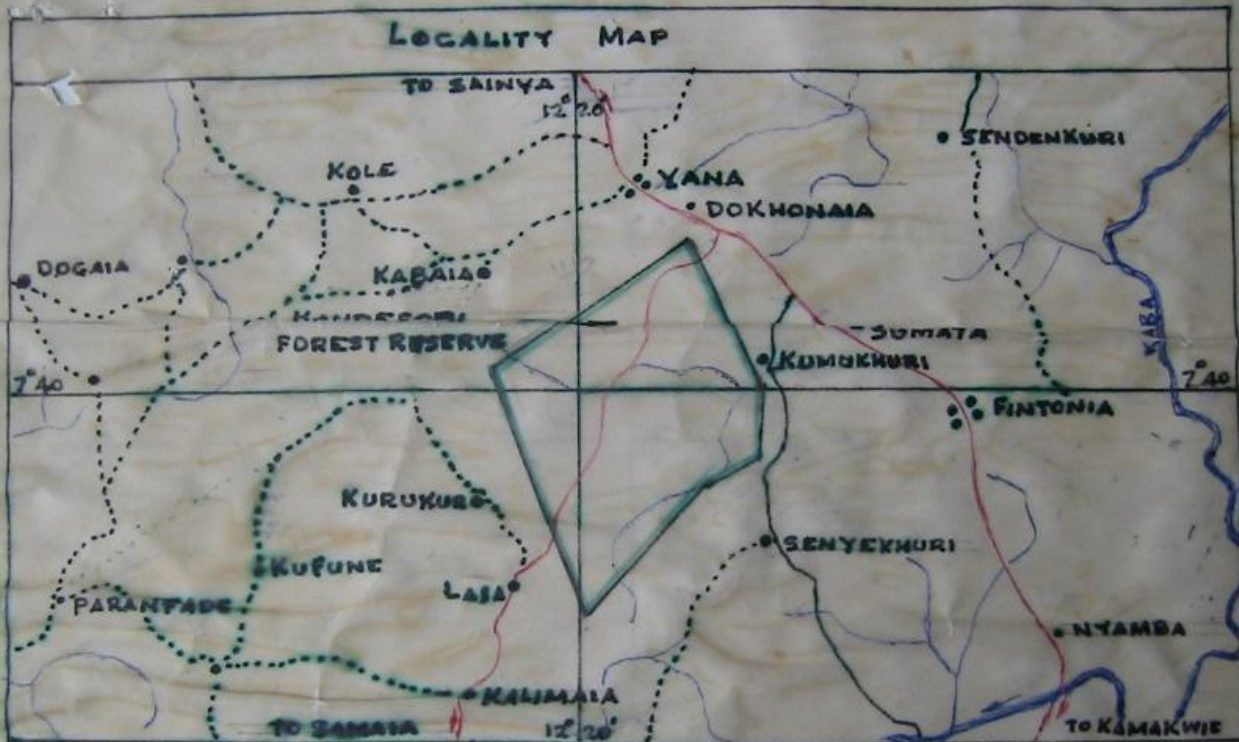 LOCALITY MAP
TO SAINYA
12° 20'
SENDENKURI
KOLE
YANA
DOKHONAIA
DOGAIA
KABAIA
KABA
SUMATA
FOREST RESERVE
KUMUKHURI
7°40
7°40
FINTONIA
KURUKUR
SENYEKHURI
KUFUNE
LASA
PARANFADE
NYAMBA
KALIMAIA
TO SAMAIA
12° 20'
TO KAMAKWIE